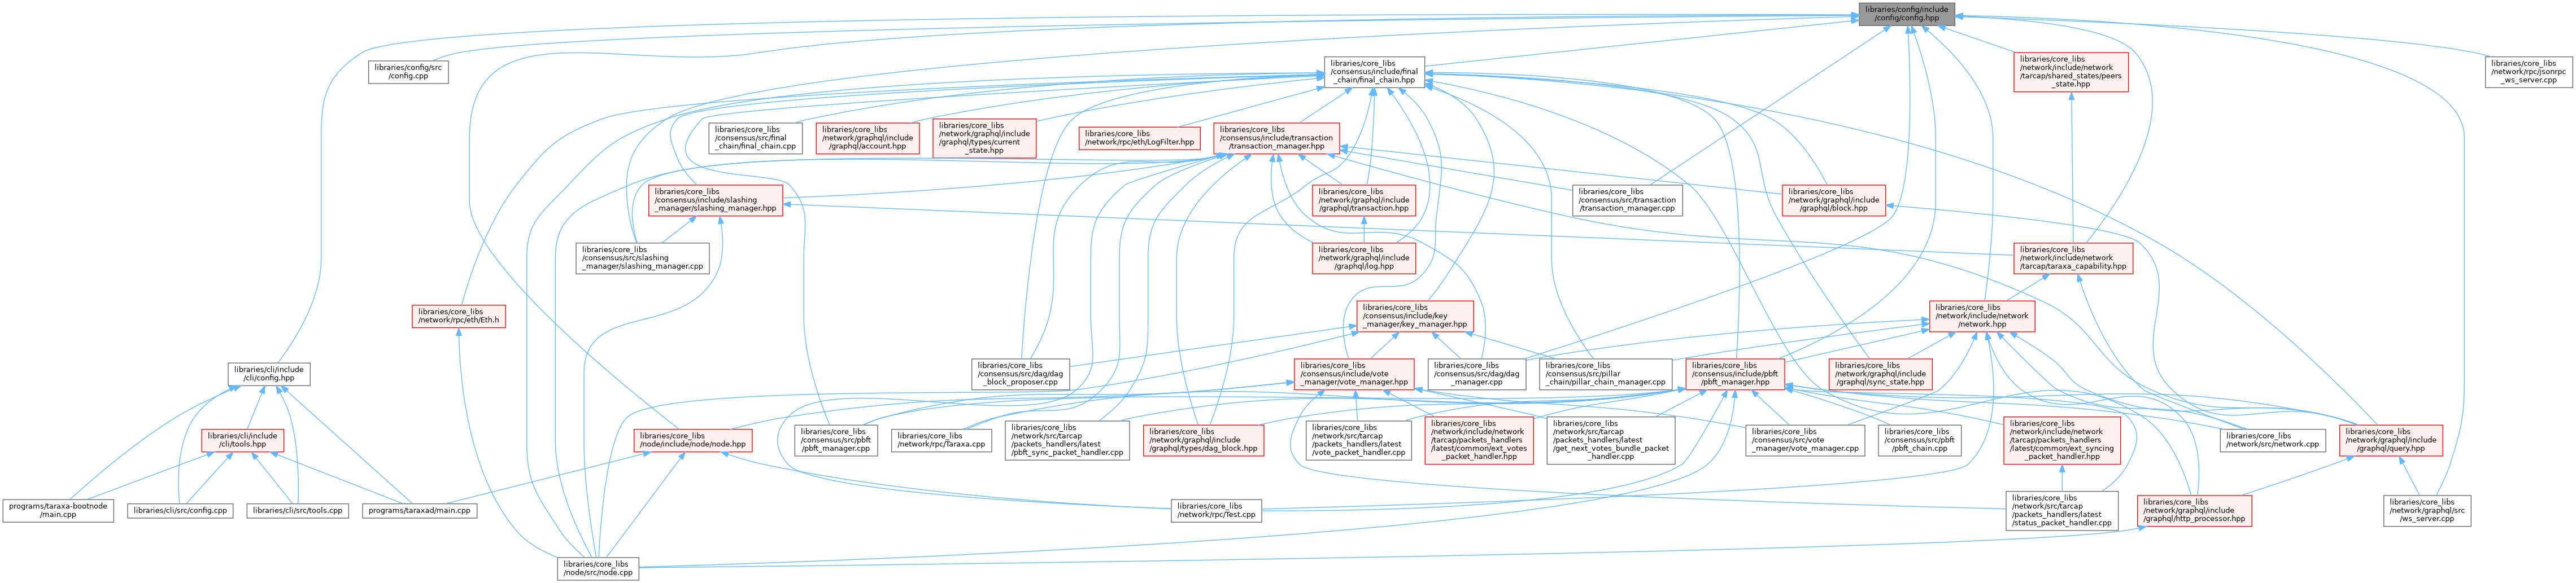 libraries/config/include
/config/config.hpp
libraries/config/src
/config.cpp
libraries/core_libs
/consensus/include/final
_chain/final_chain.hpp
libraries/core_libs
/network/include/network
/tarcap/shared_states/peers
_state.hpp
libraries/core_libs
/network/rpc/jsonrpc
_ws_server.cpp
libraries/core_libs
/consensus/src/final
_chain/final_chain.cpp
libraries/core_libs
/network/graphql/include
/graphql/account.hpp
libraries/core_libs
/network/graphql/include
/graphql/types/current
_state.hpp
libraries/core_libs
/network/rpc/eth/LogFilter.hpp
libraries/core_libs
/consensus/include/transaction
/transaction_manager.hpp
libraries/core_libs
/consensus/include/slashing
_manager/slashing_manager.hpp
libraries/core_libs
/network/graphql/include
/graphql/transaction.hpp
libraries/core_libs
/consensus/src/transaction
/transaction_manager.cpp
libraries/core_libs
/network/graphql/include
/graphql/block.hpp
libraries/core_libs
/consensus/src/slashing
_manager/slashing_manager.cpp
libraries/core_libs
/network/graphql/include
/graphql/log.hpp
libraries/core_libs
/network/include/network
/tarcap/taraxa_capability.hpp
libraries/core_libs
/network/rpc/eth/Eth.h
libraries/core_libs
/consensus/include/key
_manager/key_manager.hpp
libraries/core_libs
/network/include/network
/network.hpp
libraries/cli/include
/cli/config.hpp
libraries/core_libs
/consensus/src/dag/dag
_block_proposer.cpp
libraries/core_libs
/consensus/include/vote
_manager/vote_manager.hpp
libraries/core_libs
/consensus/src/dag/dag
_manager.cpp
libraries/core_libs
/consensus/src/pillar
_chain/pillar_chain_manager.cpp
libraries/core_libs
/consensus/include/pbft
/pbft_manager.hpp
libraries/core_libs
/network/graphql/include
/graphql/sync_state.hpp
libraries/cli/include
/cli/tools.hpp
libraries/core_libs
/node/include/node/node.hpp
libraries/core_libs
/consensus/src/pbft
/pbft_manager.cpp
libraries/core_libs
/network/rpc/Taraxa.cpp
libraries/core_libs
/network/src/tarcap
/packets_handlers/latest
/pbft_sync_packet_handler.cpp
libraries/core_libs
/network/graphql/include
/graphql/types/dag_block.hpp
libraries/core_libs
/network/src/tarcap
/packets_handlers/latest
/vote_packet_handler.cpp
libraries/core_libs
/network/include/network
/tarcap/packets_handlers
/latest/common/ext_votes
_packet_handler.hpp
libraries/core_libs
/network/src/tarcap
/packets_handlers/latest
/get_next_votes_bundle_packet
_handler.cpp
libraries/core_libs
/consensus/src/vote
_manager/vote_manager.cpp
libraries/core_libs
/consensus/src/pbft
/pbft_chain.cpp
libraries/core_libs
/network/include/network
/tarcap/packets_handlers
/latest/common/ext_syncing
_packet_handler.hpp
libraries/core_libs
/network/src/network.cpp
libraries/core_libs
/network/graphql/include
/graphql/query.hpp
programs/taraxa-bootnode
/main.cpp
libraries/cli/src/config.cpp
libraries/cli/src/tools.cpp
programs/taraxad/main.cpp
libraries/core_libs
/network/rpc/Test.cpp
libraries/core_libs
/network/src/tarcap
/packets_handlers/latest
/status_packet_handler.cpp
libraries/core_libs
/network/graphql/include
/graphql/http_processor.hpp
libraries/core_libs
/network/graphql/src
/ws_server.cpp
libraries/core_libs
/node/src/node.cpp